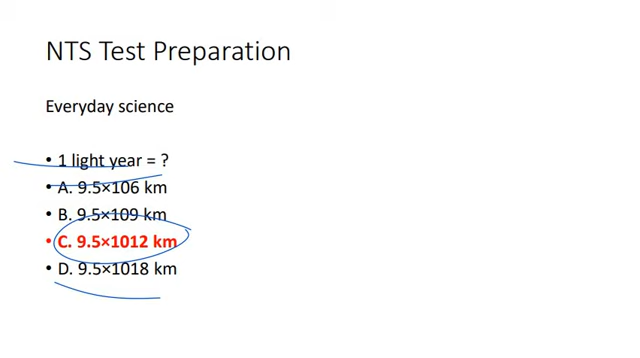 NTS Test Preparation
Everyday science
• 1 light year = ?
• A. 9.5×106 km
• B. 9.5×109 km
• C. 9.5×1012 km
• D. 9.5×1018 km